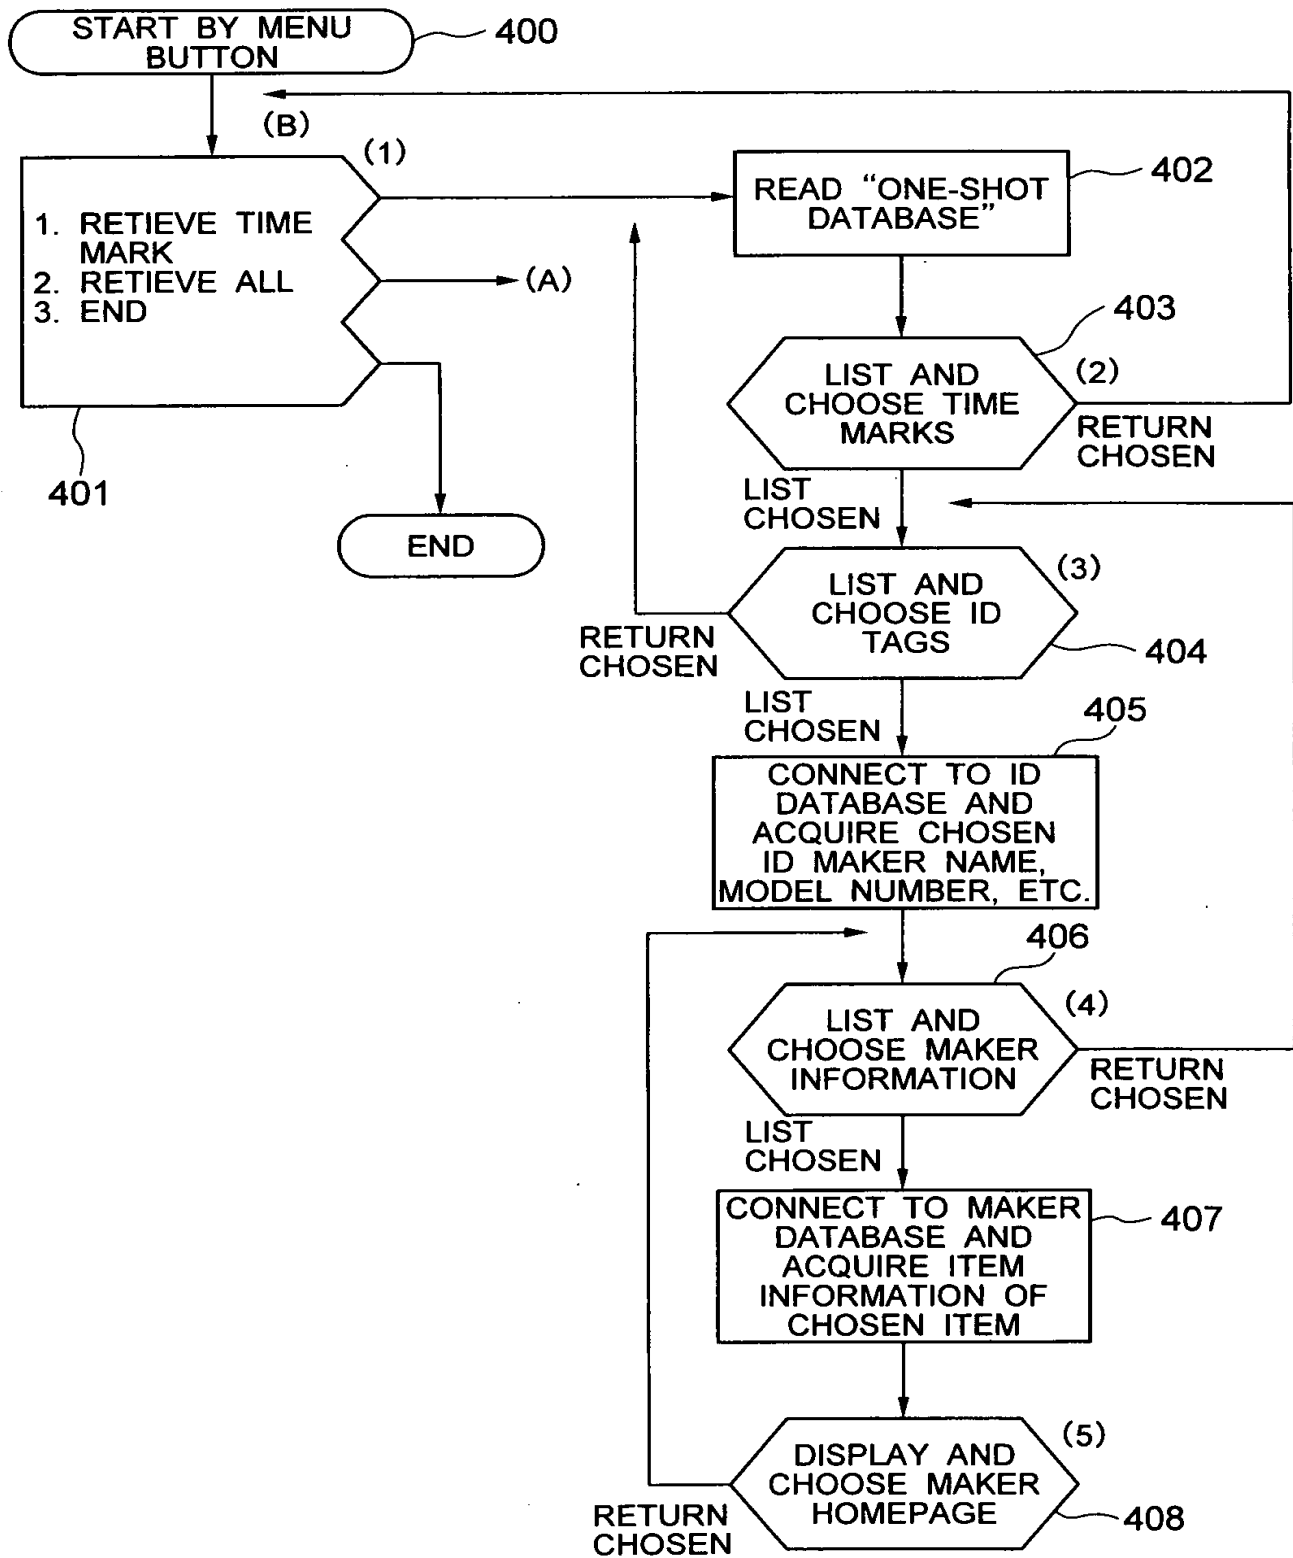 START BY MENU
BUTTON
400
(B)
(1)
1. RETIEVE TIME
MARK
2. RETIEVE ALL
3. END
(A)
401
END
READ "ONE-SHOT
DATABASE"
402
403
LIST AND
CHOOSE TIME
MARKS
(2)
RETURN
CHOSEN
LIST
CHOSEN
LIST AND
CHOOSE ID
TAGS
(3)
404
RETURN
CHOSEN
LIST
CHOSEN
405
CONNECT TO ID
DATABASE AND
ACQUIRE CHOSEN
ID MAKER NAME,
MODEL NUMBER, ETC.
406
LIST AND
CHOOSE MAKER
INFORMATION
(4)
RETURN
CHOSEN
LIST
CHOSEN
CONNECT TO MAKER
DATABASE AND
ACQUIRE ITEM
INFORMATION OF
CHOSEN ITEM
407
DISPLAY AND
CHOOSE MAKER
HOMEPAGE
(5)
408
RETURN
CHOSEN